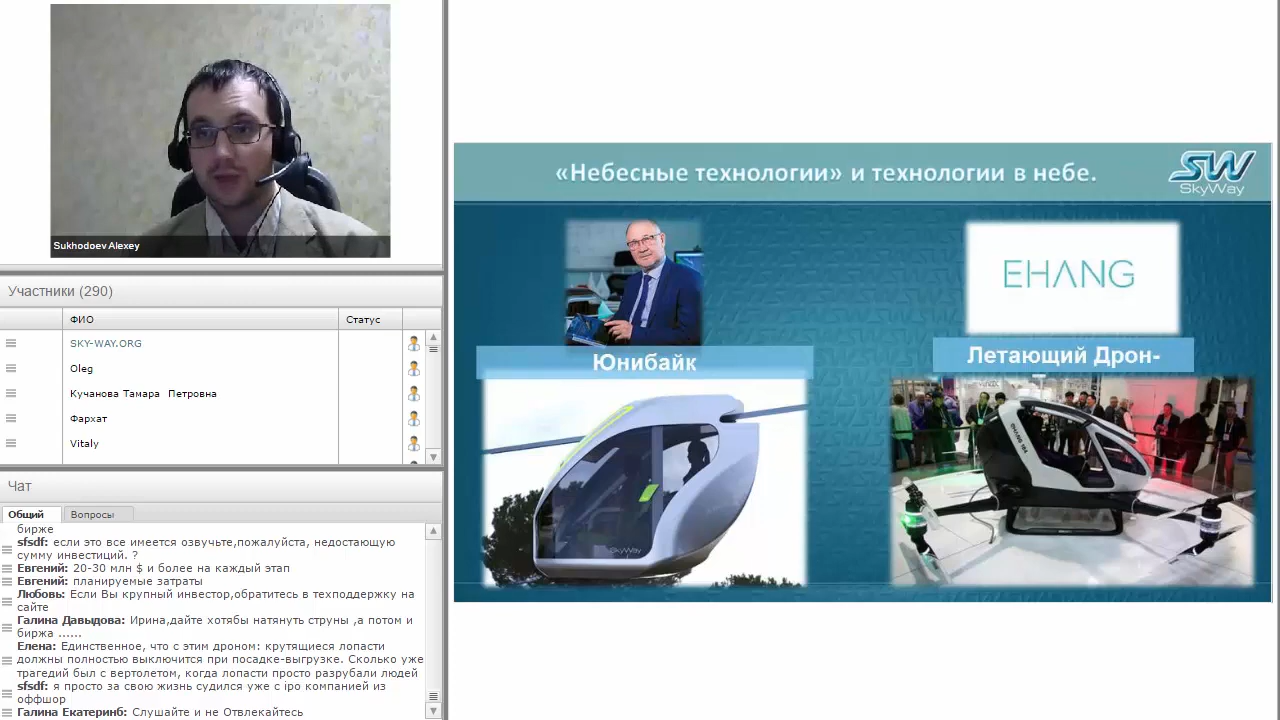 Sukhodoev Alexey
Участники (290)
ФИО
Статус
SKY-WAY.ORG
Oleg
Кучанова Тамара Петровна
Фархат
Vitaly
Чат
Общий
Вопросы
бирже
sfsdf: если это все имеется озвучьте,пожалуйста, недостающую
сумму инвестиций. ?
Евгений: 20-30 млн $ и более на каждый этап
Евгений: планируемые затраты
Любовь: Если Вы крупный инвестор,обратитесь в техподдержку на
сайте
Галина Давыдова: Ирина,дайте хотябы натянуть струны ,а потом и
биржа ......
Елена: Единственное, что с этим дроном: крутящиеся лопасти
должны полностью выключится при посадке-выгрузке. Сколько уже
трагедий был с вертолетом, когда лопасти просто разрубали людей
sfsdf: я просто за свою жизнь судился уже с ipo компанией из
оффшор
Галина Екатеринб: Слушайте и не Отвлекайтесь
«Небесные технологии» и технологии в небе.
SW
SkyWay
EHANG
Юнибайк
Летающий Дрон-
SkyWay
EHANG 184